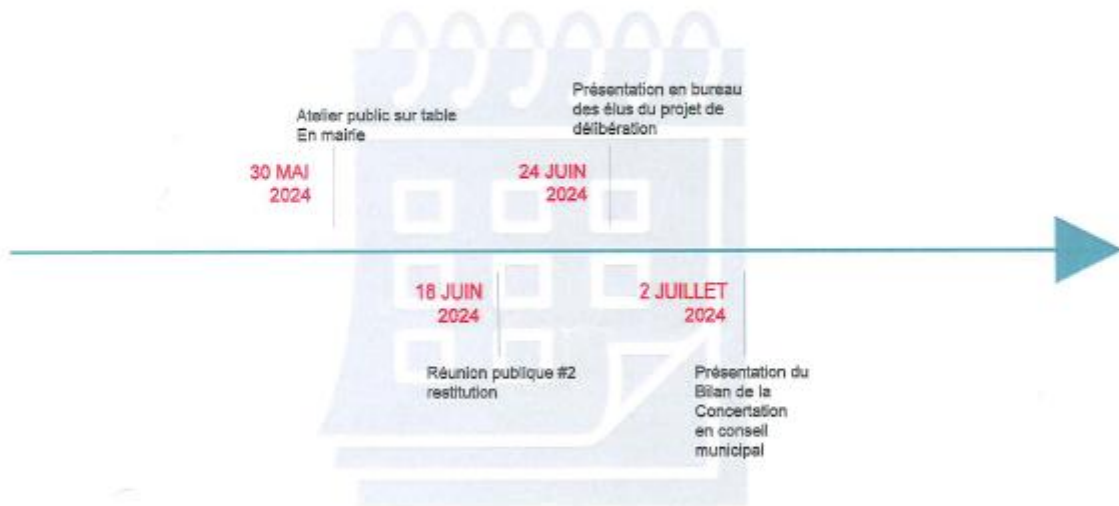 Atelier public sur table
En mairie
30 MAI
2024
Présentation en bureau
des élus du projet de
délibération
24 JUIN
2024
18 JUIN
2024
Réunion publique #2
restitution
2 JUILLET
2024
Présentation du
Bilan de la
Concertation
en conseil
municipal